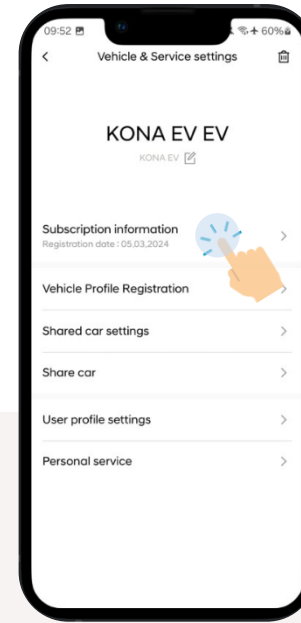 09:52 60%
Vehicle & Service settings
KONA EV EV
KONA EV
Subscription information
Registration date : 05.03.2024
Vehicle Profile Registration
Shared car settings
Share car
User profile settings
Personal service